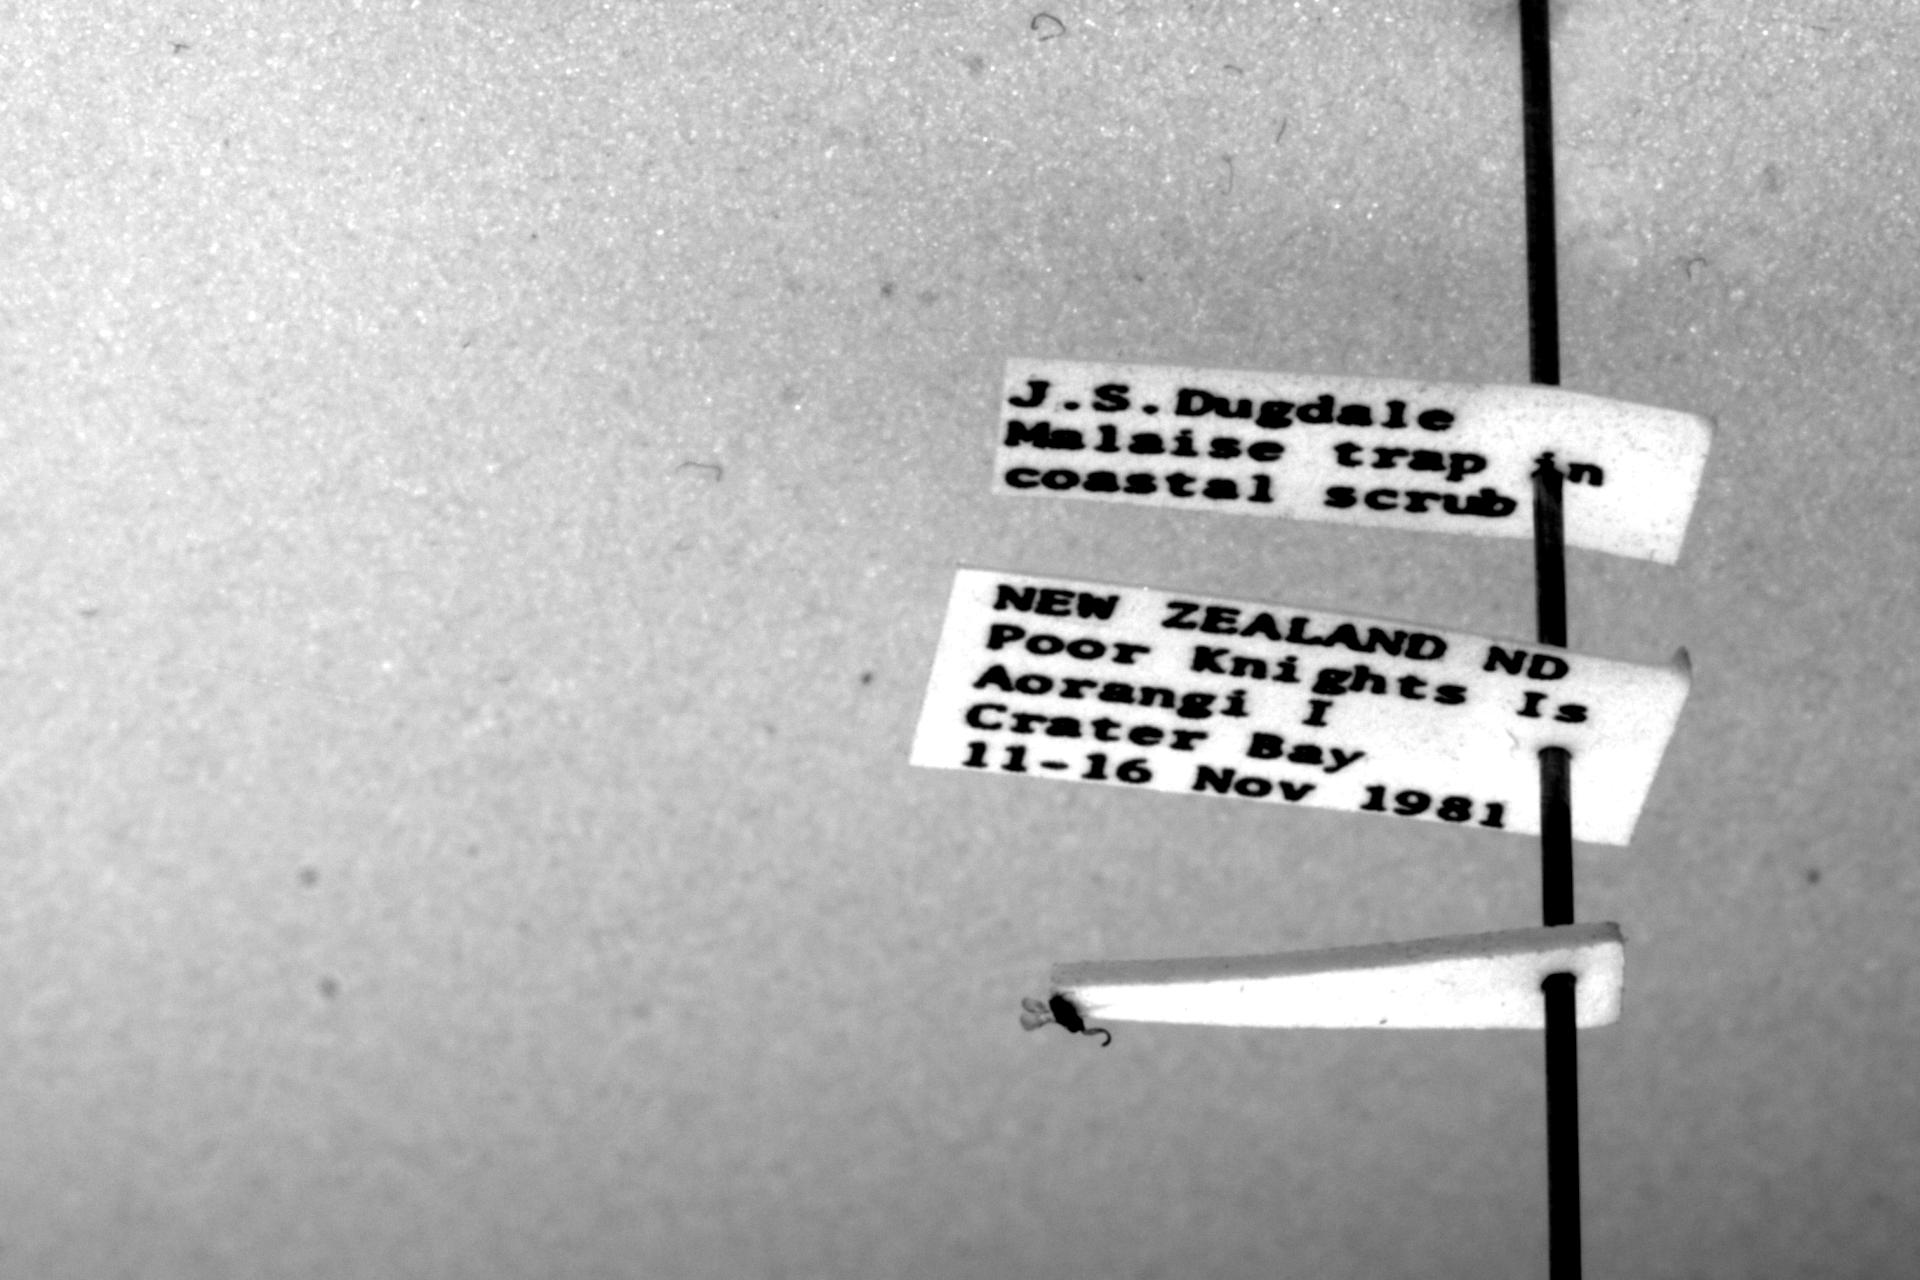 J.S.Dugdale
Malaise trap in
coastal scrub
NEW ZEALAND ND
Poor Knights Is
Aorangi I
Crater Bay
11-16 Nov 1981